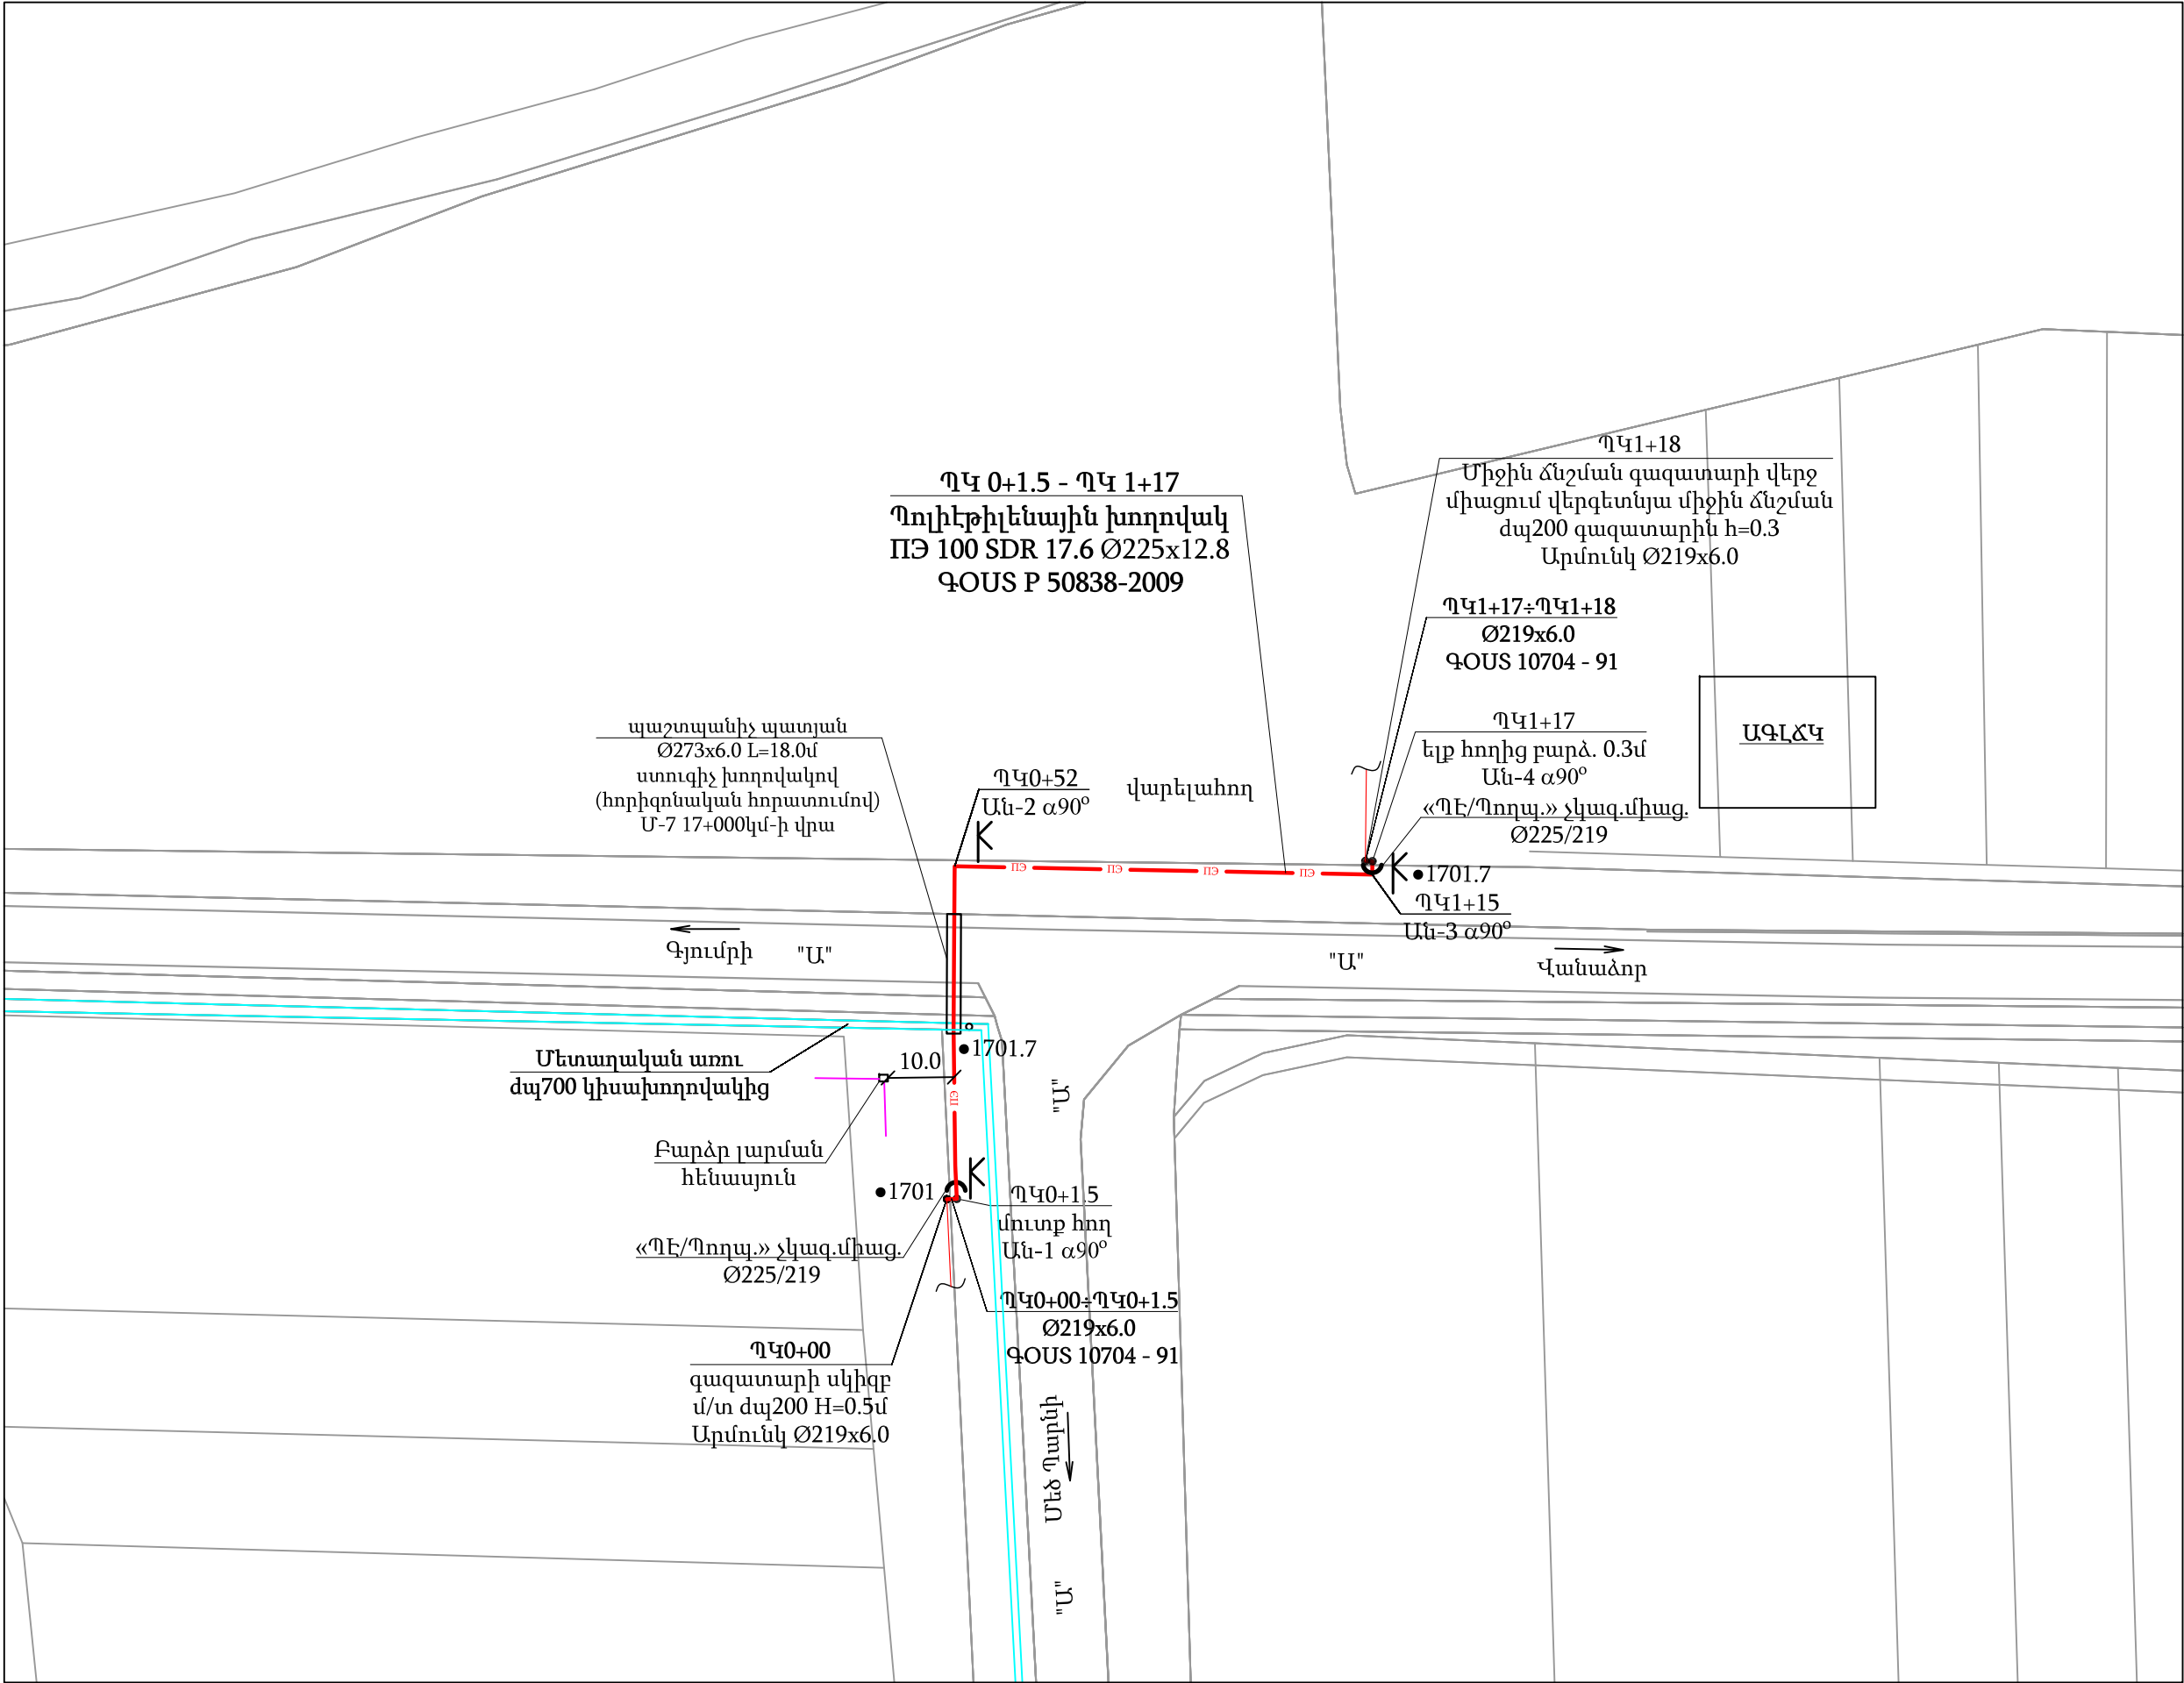 ՊԿ1+18
Միջին ճնշման գազատարի վերջ
միացում վերգետնյա միջին ճնշման
դպ200 գազատարին h=0.3
Արմունկ Ø219x6.0
ՊԿ 0+1.5 - ՊԿ 1+17
Պոլիէթիլենային խողովակ
ПЭ 100 SDR 17.6 Ø225x12.8
ԳՕՍՏ P 50838-2009
ՊԿ1+17÷ՊԿ1+18
Ø219x6.0
ԳՕՍՏ 10704 - 91
ՊԿ1+17
ելք հողից բարձ. 0.3մ
Ան-4 α90°
«ՊԷ/Պողպ.» չկազ.միաց.
Ø225/219
ԱԳԼՃԿ
պաշտպանիչ պատյան
Ø273x6.0 L=18.0մ
ստուգիչ խողովակով
(հորիզոնական հորատումով)
Մ-7 17+000կմ-ի վրա
ՊԿ0+52
Ան-2 α90°
վարելահող
ПЭ
ПЭ
ПЭ
ПЭ
1701.7
ՊԿ1+15
Ան-3 α90°
Գյումրի
"Ա"
"Ա"
Վանաձոր
Մետաղական առու
դպ700 կիսախողովակից
10.0
1701.7
ПЭ
"Ա"
Բարձր լարման
հենասյուն
1701
ՊԿ0+1.5
մուտք հող
Ան-1 α90°
«ՊԷ/Պողպ.» չկազ.միաց.
Ø225/219
ՊԿ0+00÷ՊԿ0+1.5
Ø219x6.0
ԳՕՍՏ 10704 - 91
ՊԿ0+00
գազատարի սկիզբ
մ/տ դպ200 H=0.5մ
Արմունկ Ø219x6.0
Մեծ Պարնի
"Ա"